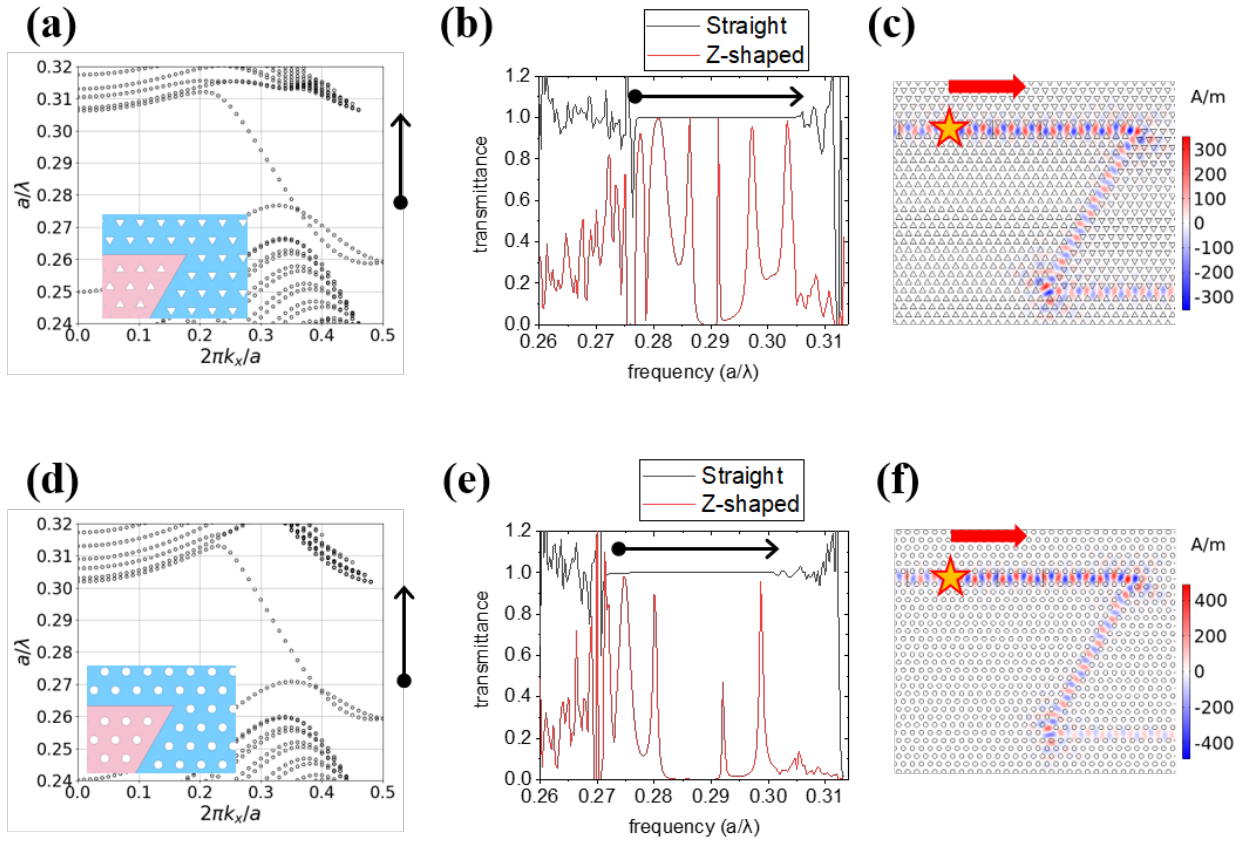 (a)
0.32
0.31
0.30
0.29
0.28
0.27
0.26
0.25
0.24
a/λ
0.0 0.1 0.2 0.3 0.4 0.5
2πkₓ/a
(b)
Straight
Z-shaped
1.2
1.0
0.8
0.6
0.4
0.2
0.0
transmittance
0.26 0.27 0.28 0.29 0.30 0.31
frequency (a/λ)
(c)
A/m
300
200
100
0
-100
-200
-300
(d)
0.32
0.31
0.30
0.29
0.28
0.27
0.26
0.25
0.24
a/λ
0.0 0.1 0.2 0.3 0.4 0.5
2πkₓ/a
(e)
Straight
Z-shaped
1.2
1.0
0.8
0.6
0.4
0.2
0.0
transmittance
0.26 0.27 0.28 0.29 0.30 0.31
frequency (a/λ)
(f)
A/m
400
200
0
-200
-400